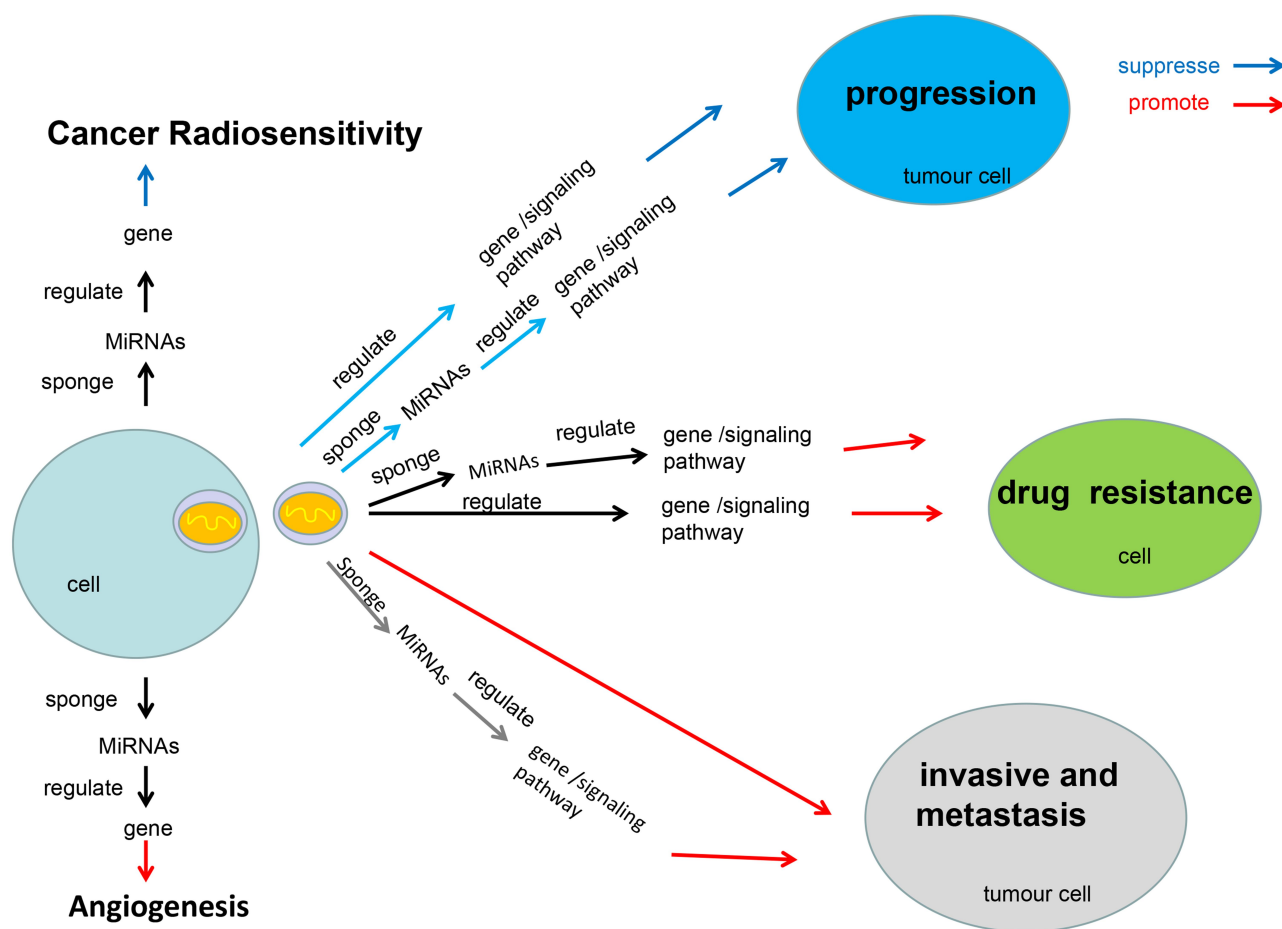 suppresse
promote
progression
tumour cell
Cancer Radiosensitivity
gene
regulate
MiRNAs
sponge
cell
sponge
MiRNAs
regulate
gene
Angiogenesis
regulate
gene /signaling
pathway
sponge
MiRNAs
regulate
gene /signaling
pathway
sponge
MiRNAs
regulate
gene /signaling
pathway
regulate
gene /signaling
pathway
drug resistance
cell
Sponge
MiRNAs
regulate
gene /signaling
pathway
invasive and
metastasis
tumour cell